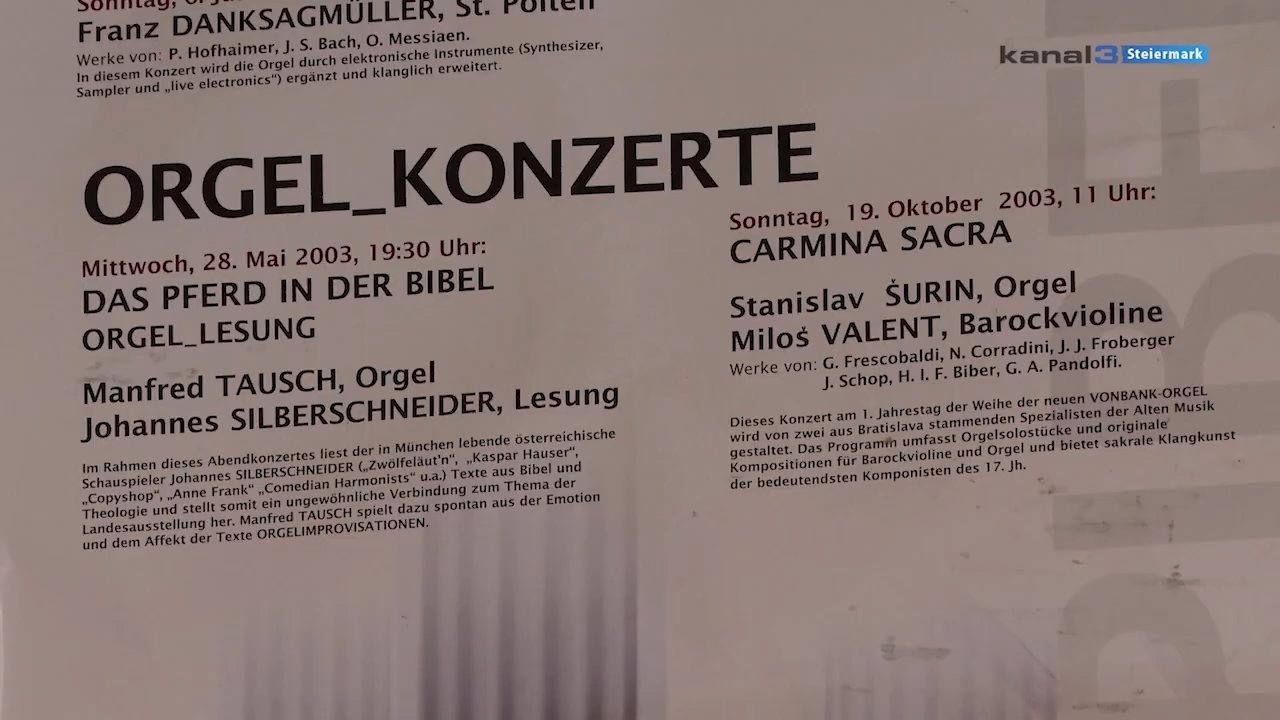 Sonntag,
Franz DANKSAGMÜLLER, St. Pölten
Werke von: P. Hofhaimer, J. S. Bach, O. Messiaen.
In diesem Konzert wird die Orgel durch elektronische Instrumente (Synthesizer,
Sampler und „live electronics“) ergänzt und klanglich erweitert.
kanal3 Steiermark
ORGEL_KONZERTE
Mittwoch, 28. Mai 2003, 19:30 Uhr:
DAS PFERD IN DER BIBEL
ORGEL_LESUNG
Manfred TAUSCH, Orgel
Johannes SILBERSCHNEIDER, Lesung
Im Rahmen dieses Abendkonzertes liest der in München lebende österreichische
Schauspieler Johannes SILBERSCHNEIDER („Zwölfeläut'n“, „Kaspar Hauser“,
„Copyshop“, „Anne Frank“ „Comedian Harmonists“ u.a.) Texte aus Bibel und
Theologie und stellt somit ein ungewöhnliche Verbindung zum Thema der
Landesausstellung her. Manfred TAUSCH spielt dazu spontan aus der Emotion
und dem Affekt der Texte ORGELIMPROVISATIONEN.
Sonntag, 19. Oktober 2003, 11 Uhr:
CARMINA SACRA
Stanislav ŠURIN, Orgel
Miloš VALENT, Barockvioline
Werke von: G. Frescobaldi, N. Corradini, J. J. Froberger
J. Schop, H. I. F. Biber, G. A. Pandolfi.
Dieses Konzert am 1. Jahrestag der Weihe der neuen VONBANK-ORGEL
wird von zwei aus Bratislava stammenden Spezialisten der Alten Musik
gestaltet. Das Programm umfasst Orgelsolostücke und originale
Kompositionen für Barockvioline und Orgel und bietet sakrale Klangkunst
der bedeutendsten Komponisten des 17. Jh.